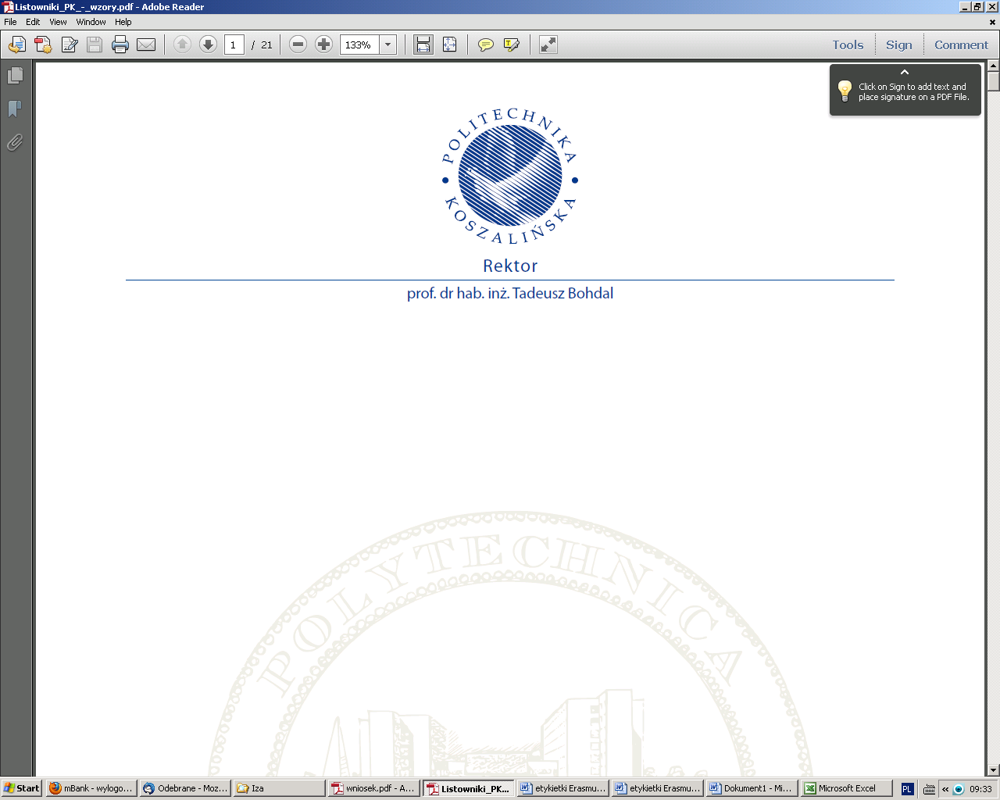 Listowniki_PK_-_wzory.pdf - Adobe Reader
File Edit View Window Help
1 / 21 133% Tools Sign Comment
Click on Sign to add text and
place signature on a PDF File.
POLITECHNIKA
KOSZALIŃSKA
Rektor
prof. dr hab. inż. Tadeusz Bohdal
POLYTECHNICA
Start mBank - wylogo... Odebrane - Moz... Iza wniosek.pdf - A... Listowniki_PK... etykietki Erasmu... etykietki Erasmu... Dokument1 - Mi... Microsoft Excel PL « 09:33